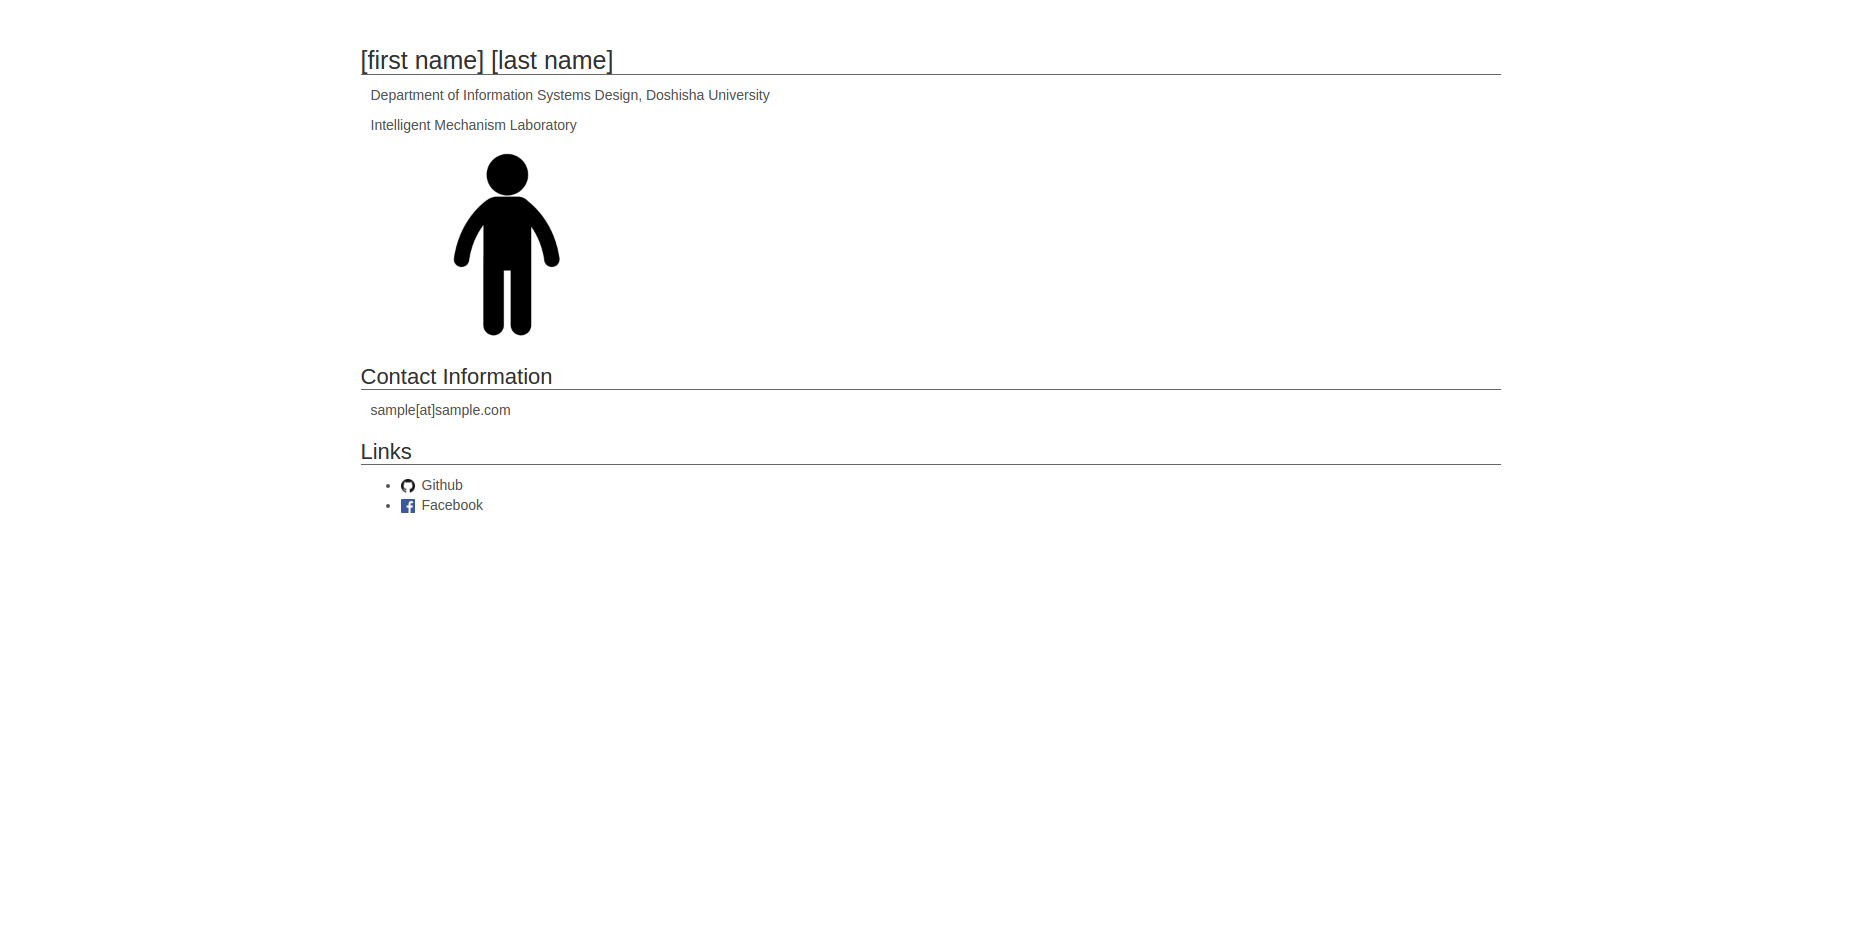 [first name] [last name]
Department of Information Systems Design, Doshisha University
Intelligent Mechanism Laboratory
Contact Information
sample[at]sample.com
Links
Github
Facebook